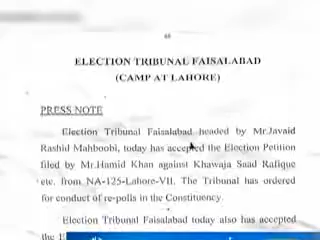 ELECTION TRIBUNAL FAISALABAD
(CAMP AT LAHORE)
PRESS NOTE
Election Tribunal Faisalabad headed by Mr.Javaid
Rashid Mahboobi, today has accepted the Election Petition
filed by Mr.Hamid Khan against Khawaja Saad Rafique
etc. from NA-125-Lahore-VII. The Tribunal has ordered
for conduct of re-polls in the Constituency.
Election Tribunal Faisalabad today also has accepted
the